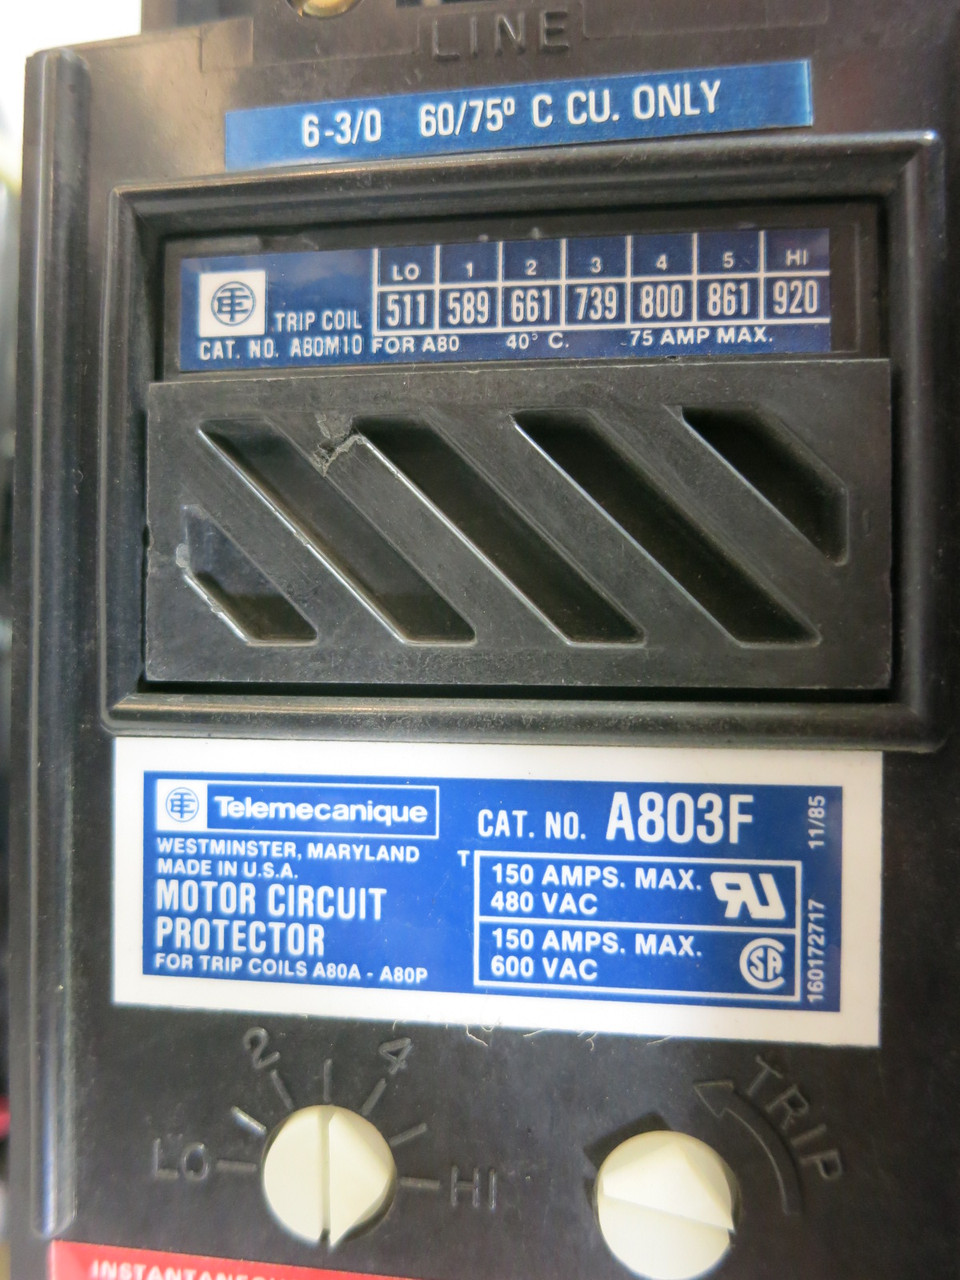 LINE
6-3/0 60/75° C CU. ONLY
LO 1 2 3 4 5 HI
511 589 661 739 800 861 920
TRIP COIL
CAT. NO. A80M10 FOR A80 40° C. 75 AMP MAX.
TE Telemecanique
WESTMINSTER, MARYLAND
MADE IN U.S.A.
MOTOR CIRCUIT
PROTECTOR
FOR TRIP COILS A80A - A80P
CAT. NO. A803F
T
150 AMPS. MAX.
480 VAC
150 AMPS. MAX.
600 VAC
11/85
160172717
2 4
LO HI
TRIP